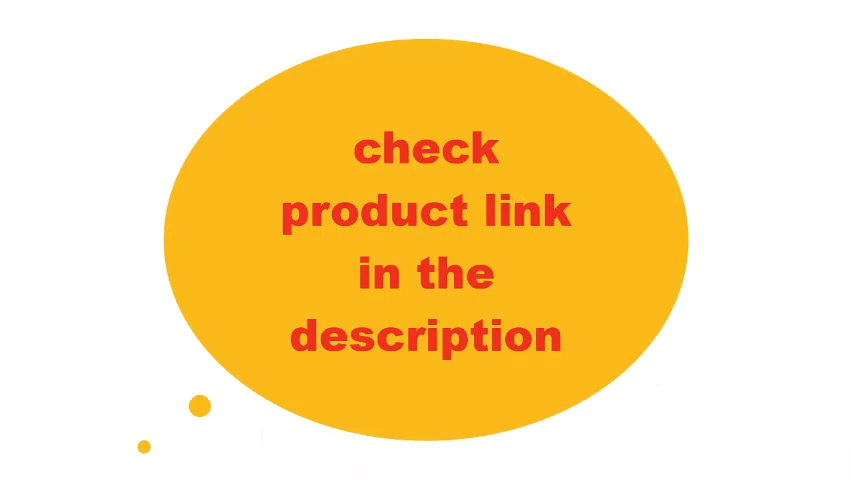 check
product link
in the
description